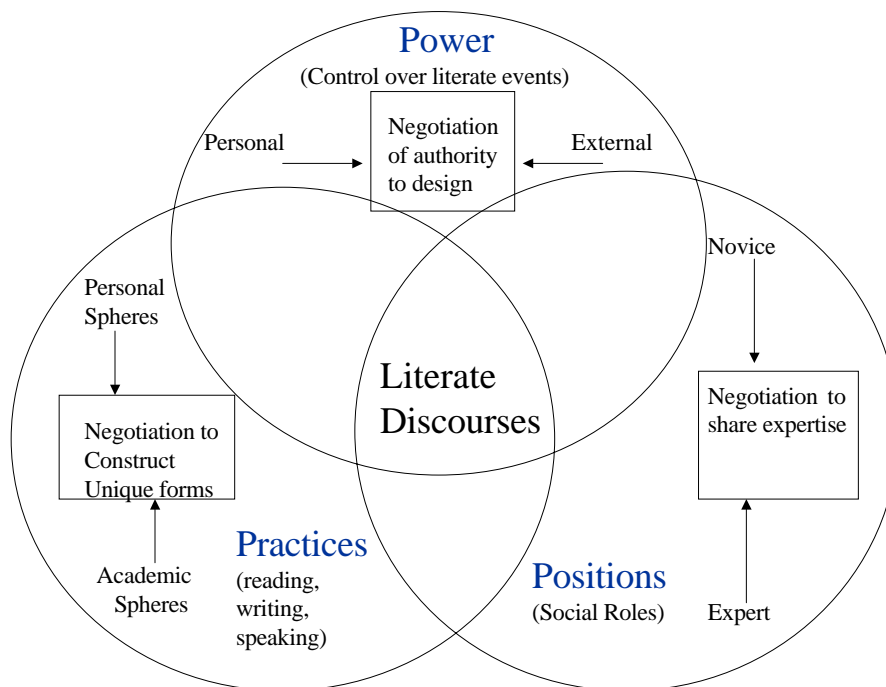 Power
(Control over literate events)
Personal
Negotiation
of authority
to design
External
Novice
Personal
Spheres
Literate
Discourses
Negotiation to
share expertise
Negotiation to
Construct
Unique forms
Practices
(reading,
writing,
speaking)
Academic
Spheres
Positions
(Social Roles)
Expert